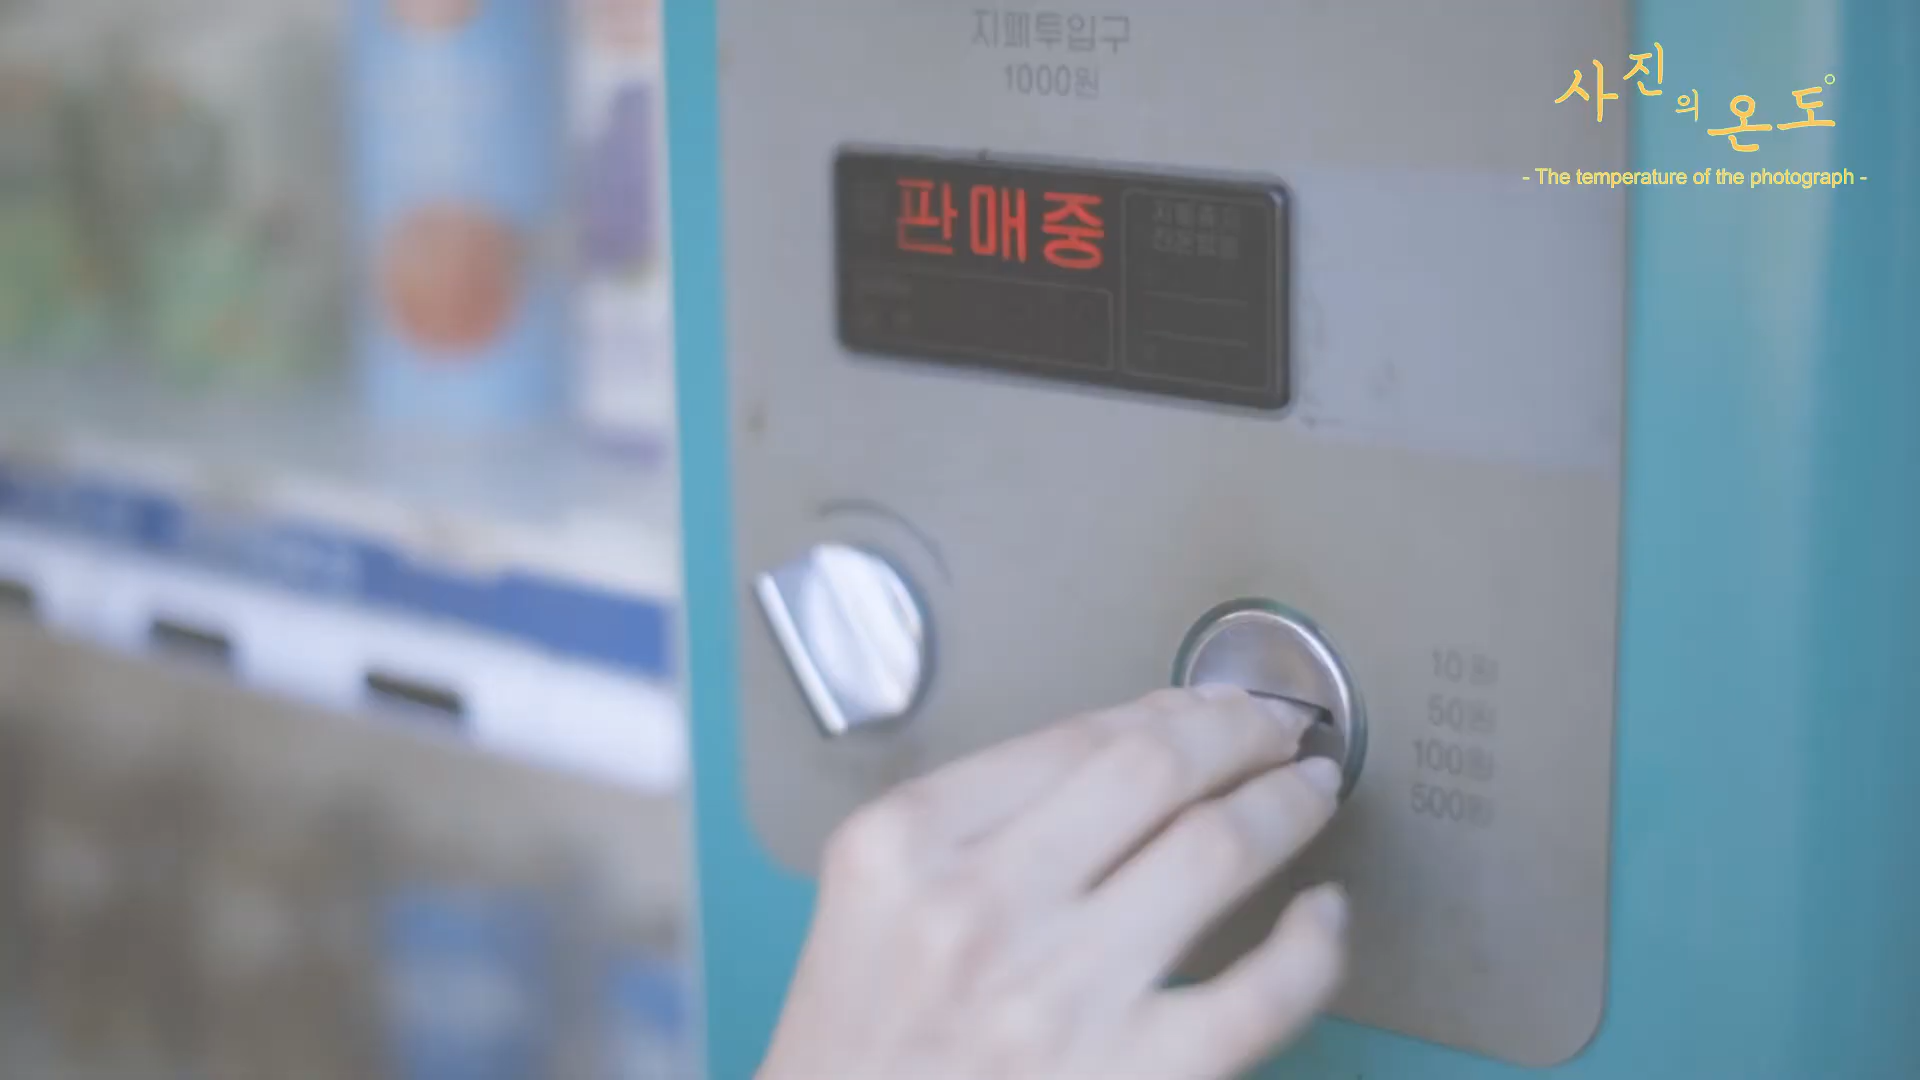 지폐투입구
1000원
판매중
10원
50원
100원
500원
사진의 온도
- The temperature of the photograph -